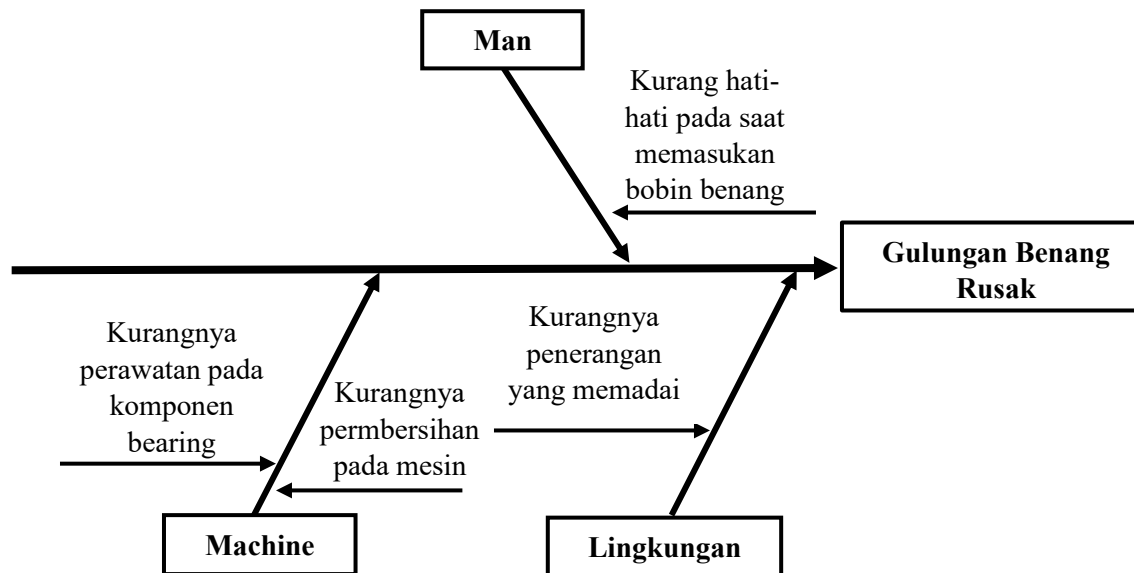 Man
Kurang hati-
hati pada saat
memasukan
bobin benang
Gulungan Benang
Rusak
Kurangnya
perawatan pada
komponen
bearing
Kurangnya
permbersihan
pada mesin
Kurangnya
penerangan
yang memadai
Machine
Lingkungan